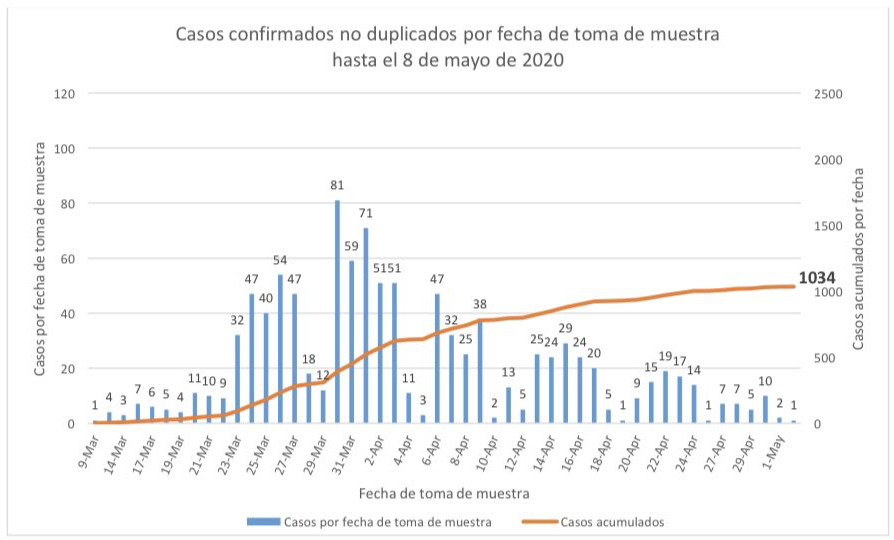 Casos confirmados no duplicados por fecha de toma de muestra
hasta el 8 de mayo de 2020
Casos por fecha de toma de muestra
120
100
80
60
40
20
0
2500
2000
1500
1000
500
0
Casos acumulados por fecha
1 4 3 7 6 5 4 11 10 9 32 47 40 54 47 18 12 81 59 71 51 51 11 3 47 32 25 38 2 13 5 25 24 29 24 20 5 1 9 15 19 17 14 1 7 7 5 10 2 1
1034
9-Mar 14-Mar 17-Mar 19-Mar 21-Mar 23-Mar 25-Mar 27-Mar 29-Mar 31-Mar 2-Apr 4-Apr 6-Apr 8-Apr 10-Apr 12-Apr 14-Apr 16-Apr 18-Apr 20-Apr 22-Apr 24-Apr 27-Apr 29-Apr 1-May
Fecha de toma de muestra
Casos por fecha de toma de muestra Casos acumulados